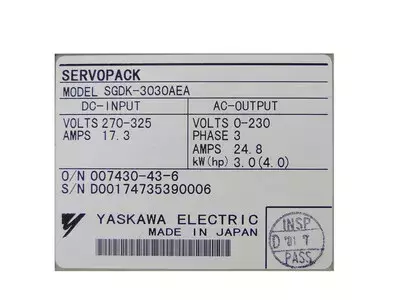 SERVOPACK
MODEL SGDK-3030AEA
DC-INPUT AC-OUTPUT
VOLTS 270-325 VOLTS 0-230
AMPS 17.3 PHASE 3
AMPS 24.8
kW(hp) 3.0(4.0)
O/N 007430-43-6
S/N D00174735390006
YASKAWA ELECTRIC
MADE IN JAPAN
INSP
D '01 7
PASS